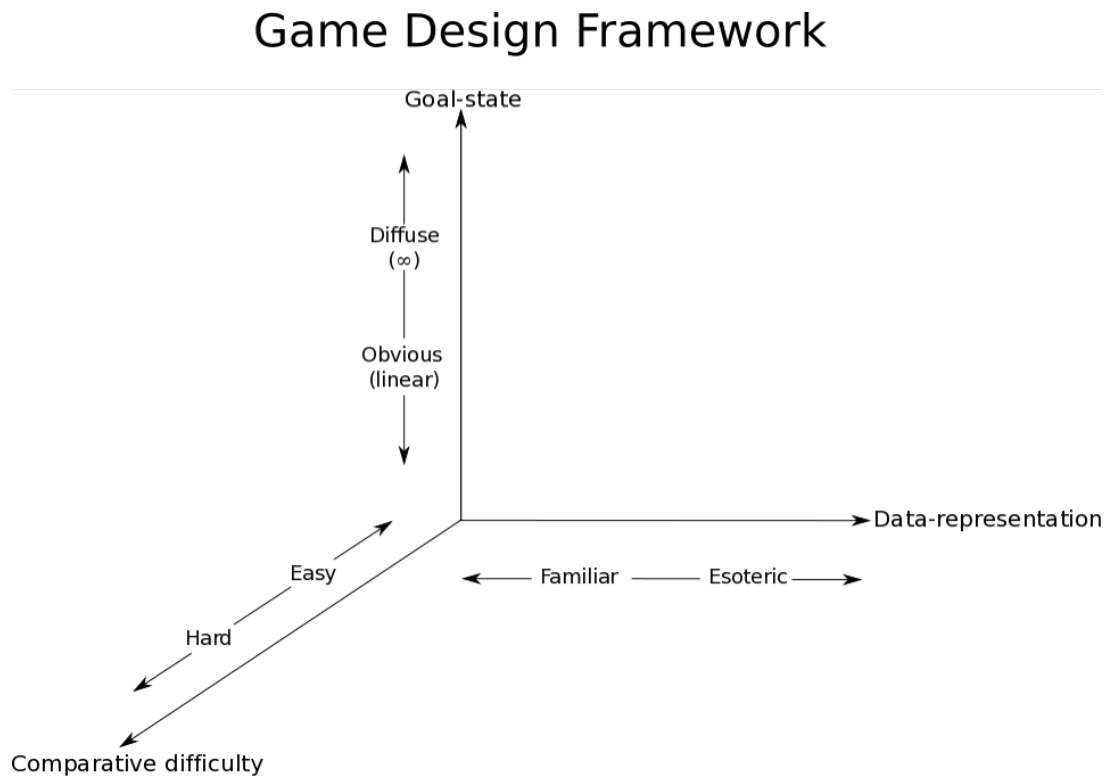 Game Design Framework
Goal-state
Diffuse
(∞)
Obvious
(linear)
Data-representation
Easy
Familiar
Esoteric
Hard
Comparative difficulty